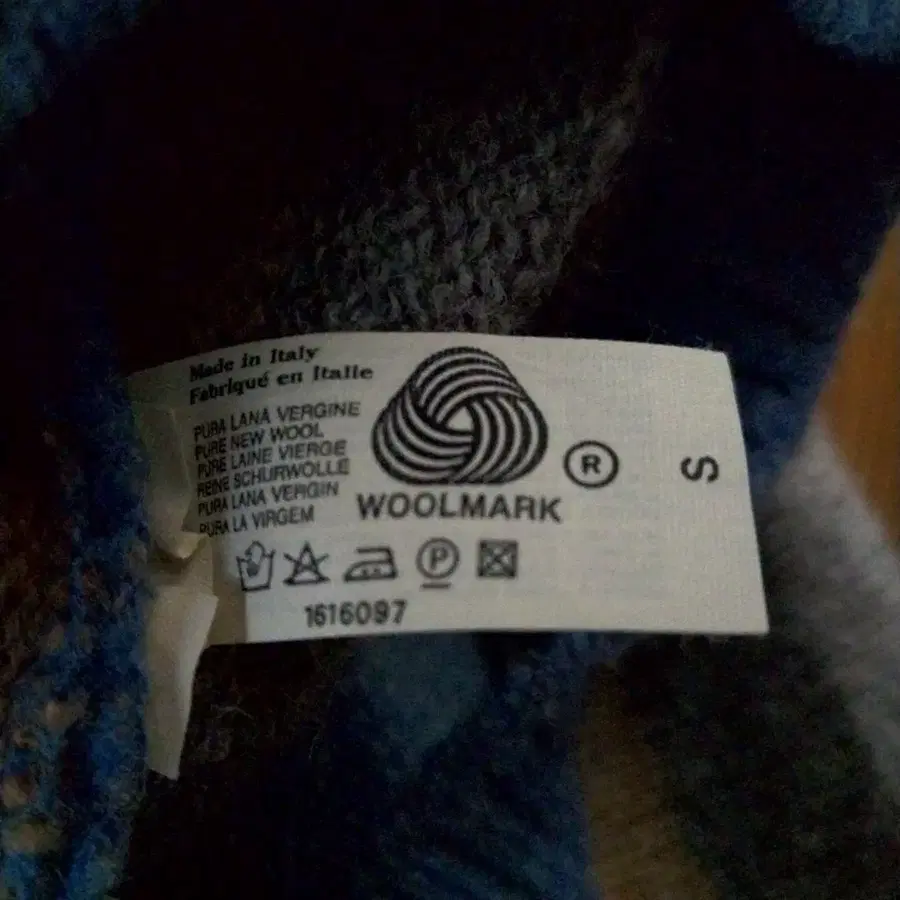 Made in Italy
Fabriqué en Italie
PURA LANA VERGINE
PURE NEW WOOL
PURE LAINE VIERGE
REINE SCHURWOLLE
PURA LANA VERGIN
PURA LA VIRGEM
WOOLMARK
®
S
P
1616097